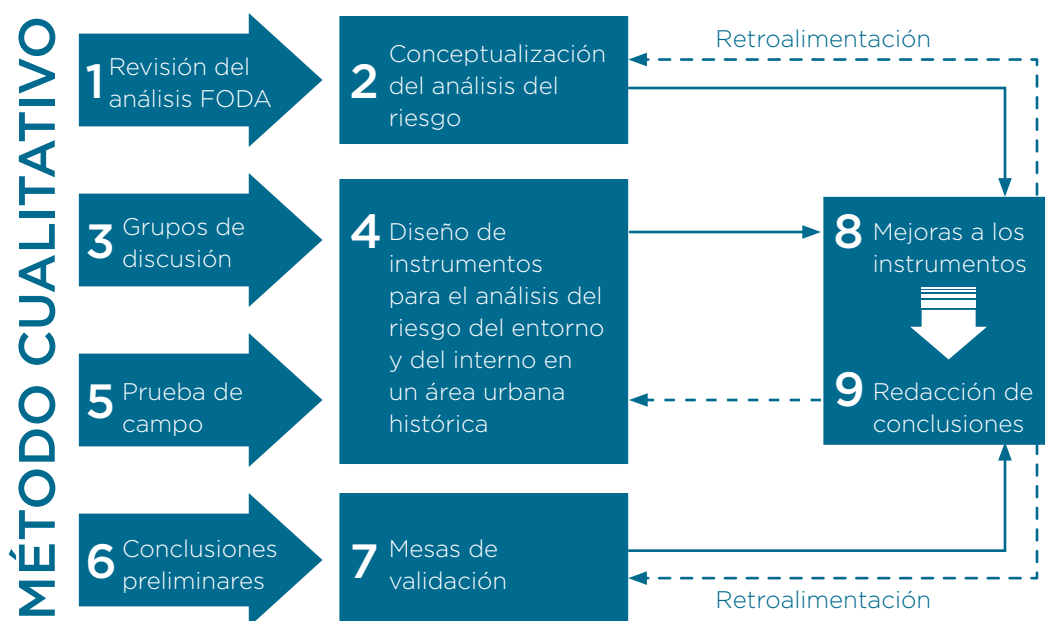 MÉTODO CUALITATIVO
1 Revisión del
análisis FODA
2 Conceptualización
del análisis del
riesgo
Retroalimentación
3 Grupos de
discusión
4 Diseño de
instrumentos
para el análisis del
riesgo del entorno
y del interno en
un área urbana
histórica
5 Prueba de
campo
6 Conclusiones
preliminares
7 Mesas de
validación
8 Mejoras a los
instrumentos
9 Redacción de
conclusiones
Retroalimentación